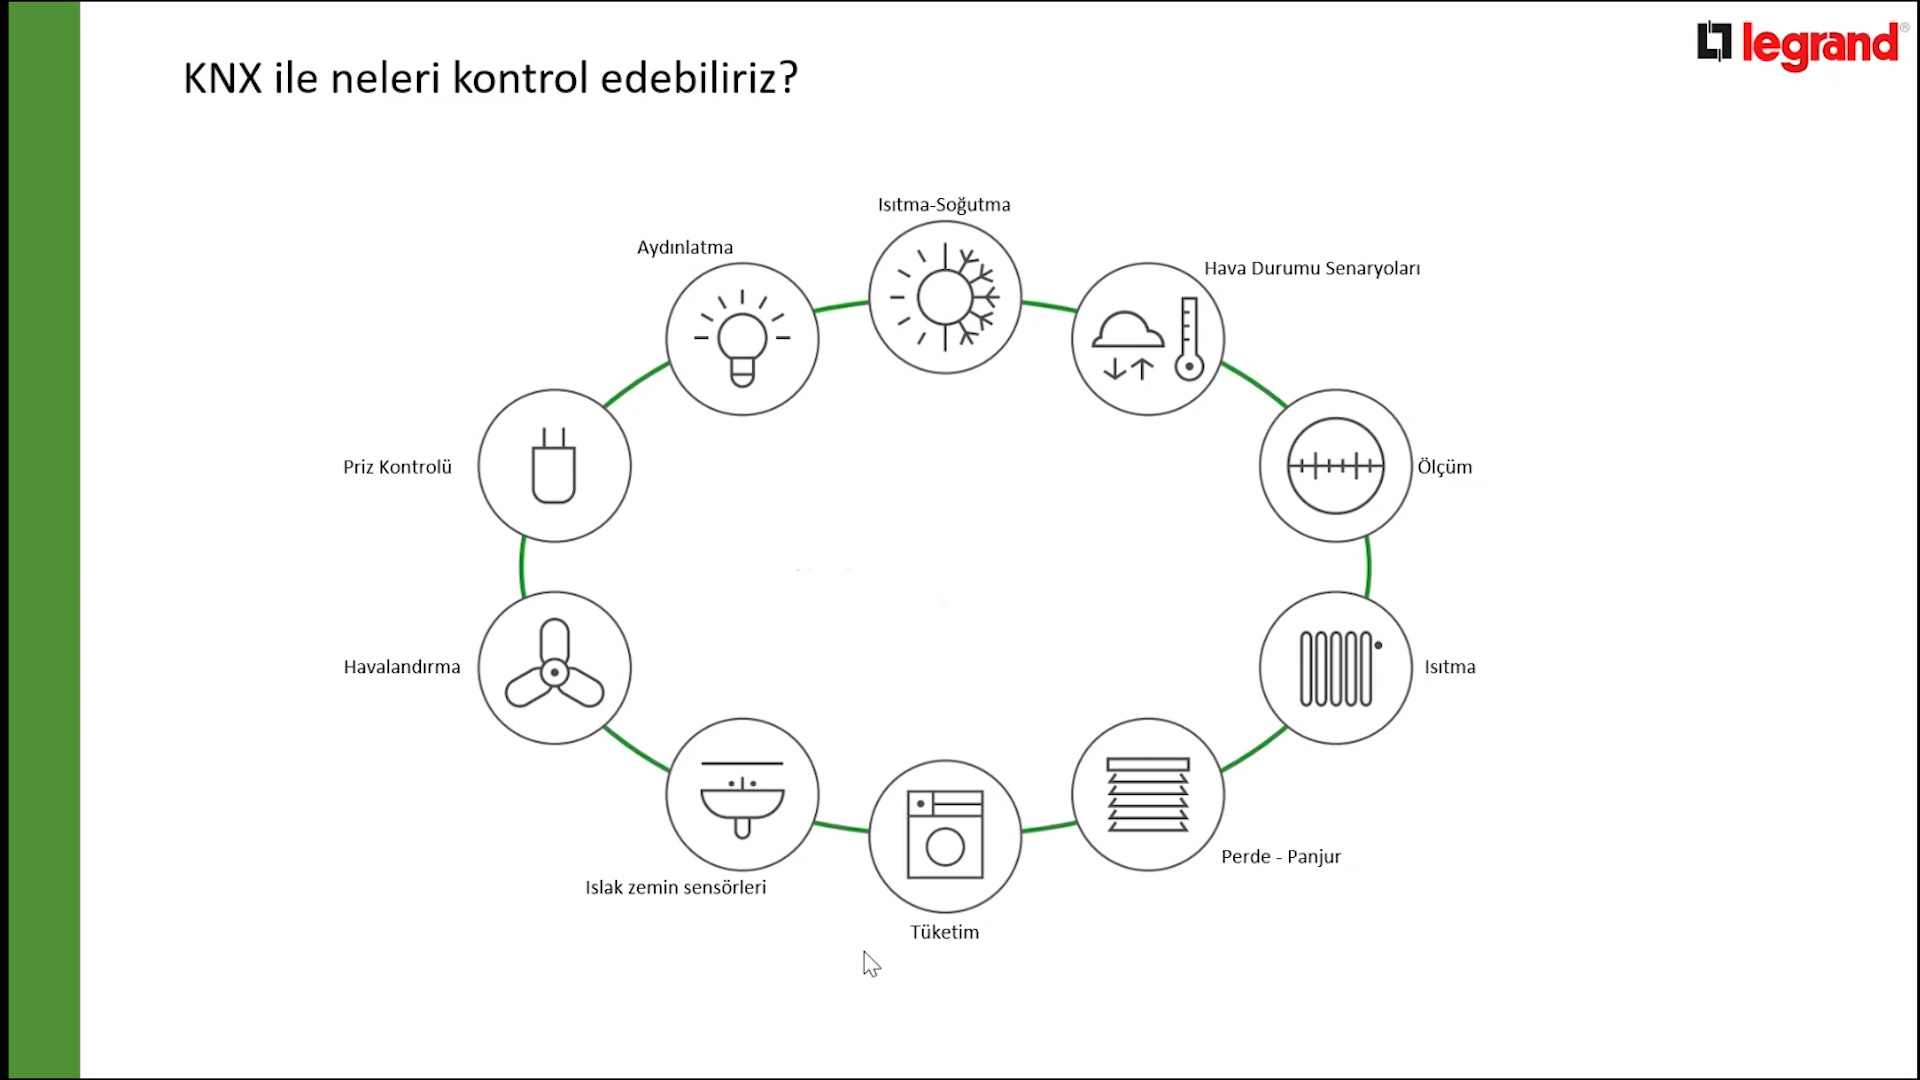 legrand®
KNX ile neleri kontrol edebiliriz?
Isıtma-Soğutma
Aydınlatma
Hava Durumu Senaryoları
Priz Kontrolü
Ölçüm
Havalandırma
Isıtma
Perde - Panjur
Islak zemin sensörleri
Tüketim